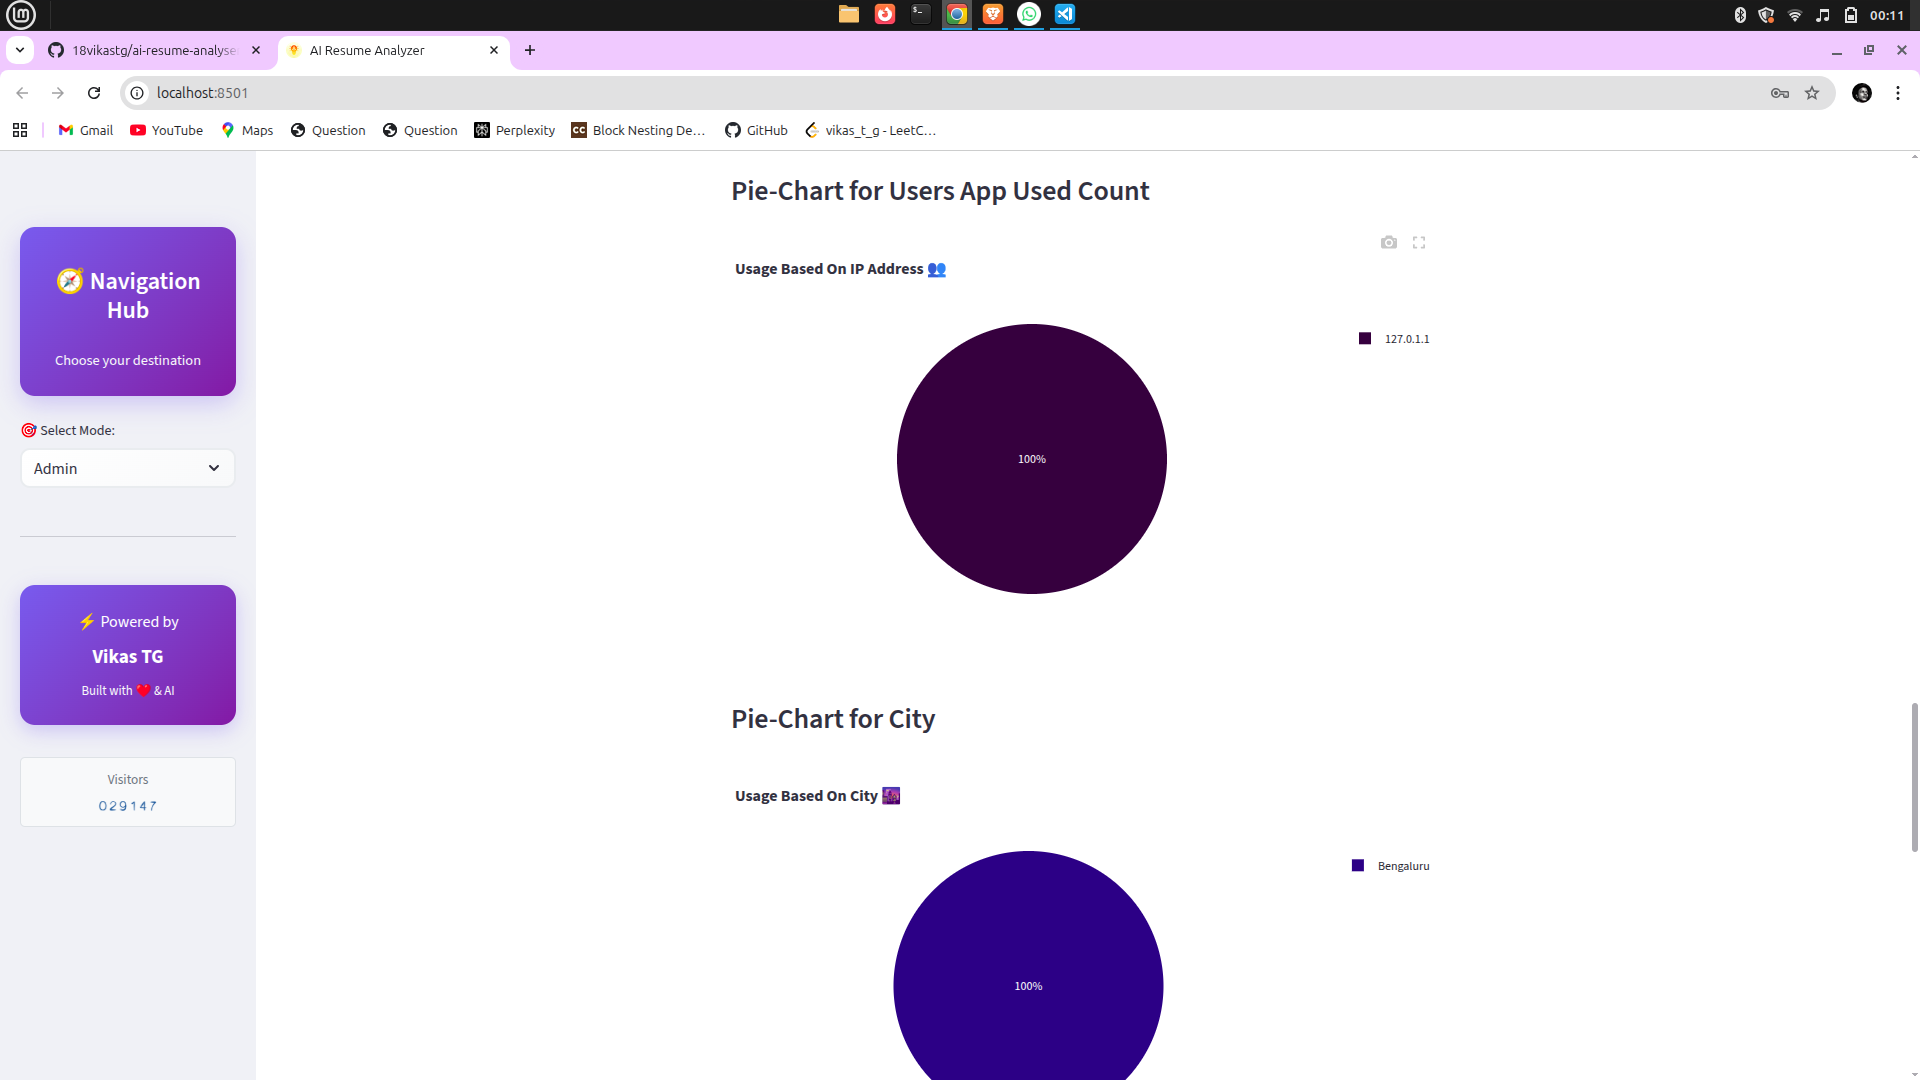 00:11
18vikastg/ai-resume-analyse
AI Resume Analyzer
localhost:8501
Gmail
YouTube
Maps
Question
Question
Perplexity
CC
Block Nesting De...
GitHub
vikas_t_g - LeetC...
🧭 Navigation
Hub
Choose your destination
🎯 Select Mode:
Admin
⚡ Powered by
Vikas TG
Built with ❤️ & AI
Visitors
029147
Pie-Chart for Users App Used Count
Usage Based On IP Address 👥
127.0.1.1
100%
Pie-Chart for City
Usage Based On City 🌆
Bengaluru
100%